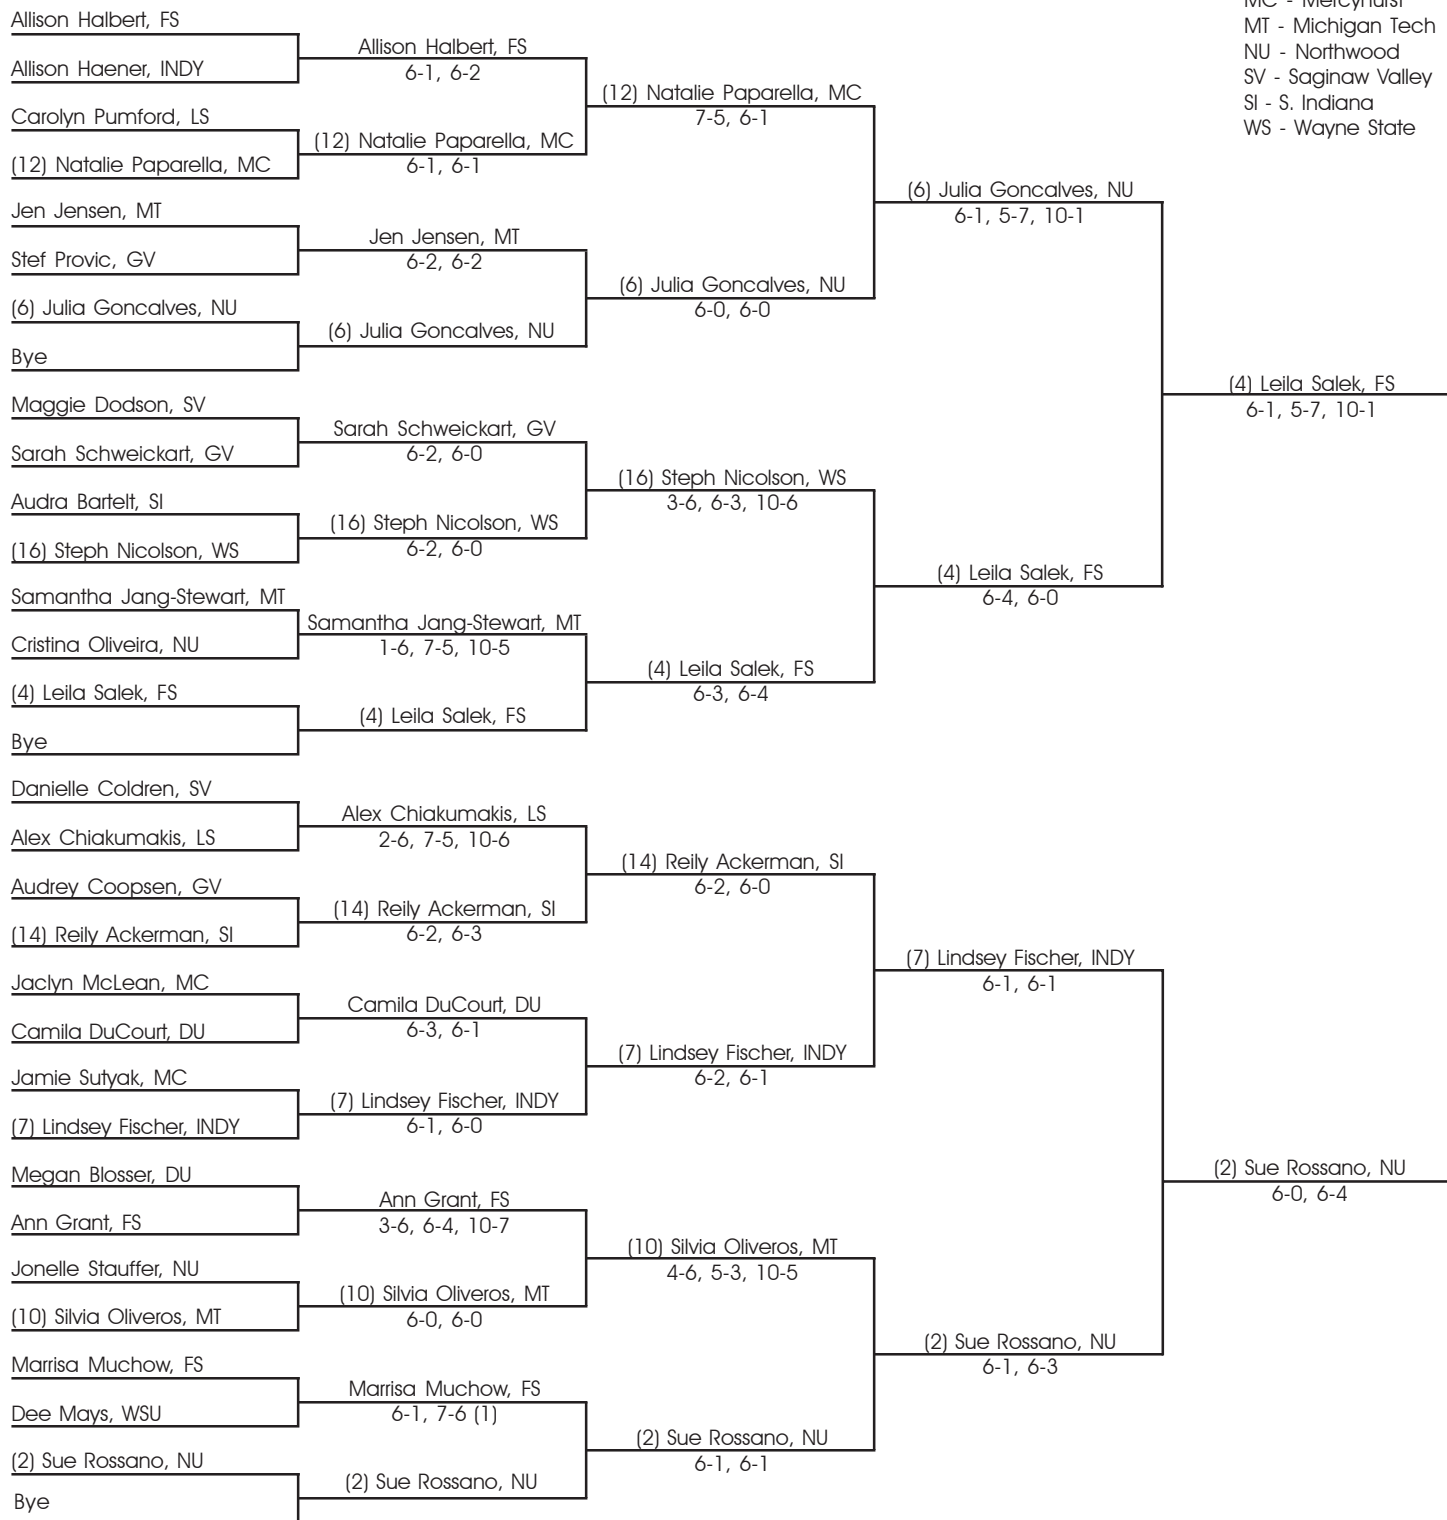 Allison Halbert, FS
Allison Haener, INDY
Carolyn Pumford, LS
(12) Natalie Paparella, MC
Jen Jensen, MT
Stef Provic, GV
(6) Julia Goncalves, NU
Bye
Maggie Dodson, SV
Sarah Schweickart, GV
Audra Bartelt, SI
(16) Steph Nicolson, WS
Samantha Jang-Stewart, MT
Cristina Oliveira, NU
(4) Leila Salek, FS
Bye
Danielle Coldren, SV
Alex Chiakumakis, LS
Audrey Coopsen, GV
(14) Reily Ackerman, SI
Jaclyn McLean, MC
Camila DuCourt, DU
Jamie Sutyak, MC
(7) Lindsey Fischer, INDY
Megan Blosser, DU
Ann Grant, FS
Jonelle Stauffer, NU
(10) Silvia Oliveros, MT
Marrisa Muchow, FS
Dee Mays, WSU
(2) Sue Rossano, NU
Bye
Allison Halbert, FS
6-1, 6-2
(12) Natalie Paparella, MC
6-1, 6-1
Jen Jensen, MT
6-2, 6-2
(6) Julia Goncalves, NU
Sarah Schweickart, GV
6-2, 6-0
(16) Steph Nicolson, WS
6-2, 6-0
Samantha Jang-Stewart, MT
1-6, 7-5, 10-5
(4) Leila Salek, FS
Alex Chiakumakis, LS
2-6, 7-5, 10-6
(14) Reily Ackerman, SI
6-2, 6-3
Camila DuCourt, DU
6-3, 6-1
(7) Lindsey Fischer, INDY
6-1, 6-0
Ann Grant, FS
3-6, 6-4, 10-7
(10) Silvia Oliveros, MT
6-0, 6-0
Marrisa Muchow, FS
6-1, 7-6 (1)
(2) Sue Rossano, NU
(12) Natalie Paparella, MC
7-5, 6-1
(6) Julia Goncalves, NU
6-0, 6-0
(16) Steph Nicolson, WS
3-6, 6-3, 10-6
(4) Leila Salek, FS
6-3, 6-4
(14) Reily Ackerman, SI
6-2, 6-0
(7) Lindsey Fischer, INDY
6-2, 6-1
(10) Silvia Oliveros, MT
4-6, 5-3, 10-5
(2) Sue Rossano, NU
6-1, 6-1
(6) Julia Goncalves, NU
6-1, 5-7, 10-1
(4) Leila Salek, FS
6-4, 6-0
(7) Lindsey Fischer, INDY
6-1, 6-1
(2) Sue Rossano, NU
6-1, 6-3
(4) Leila Salek, FS
6-1, 5-7, 10-1
(2) Sue Rossano, NU
6-0, 6-4
MC - Mercyhurst
MT - Michigan Tech
NU - Northwood
SV - Saginaw Valley
SI - S. Indiana
WS - Wayne State